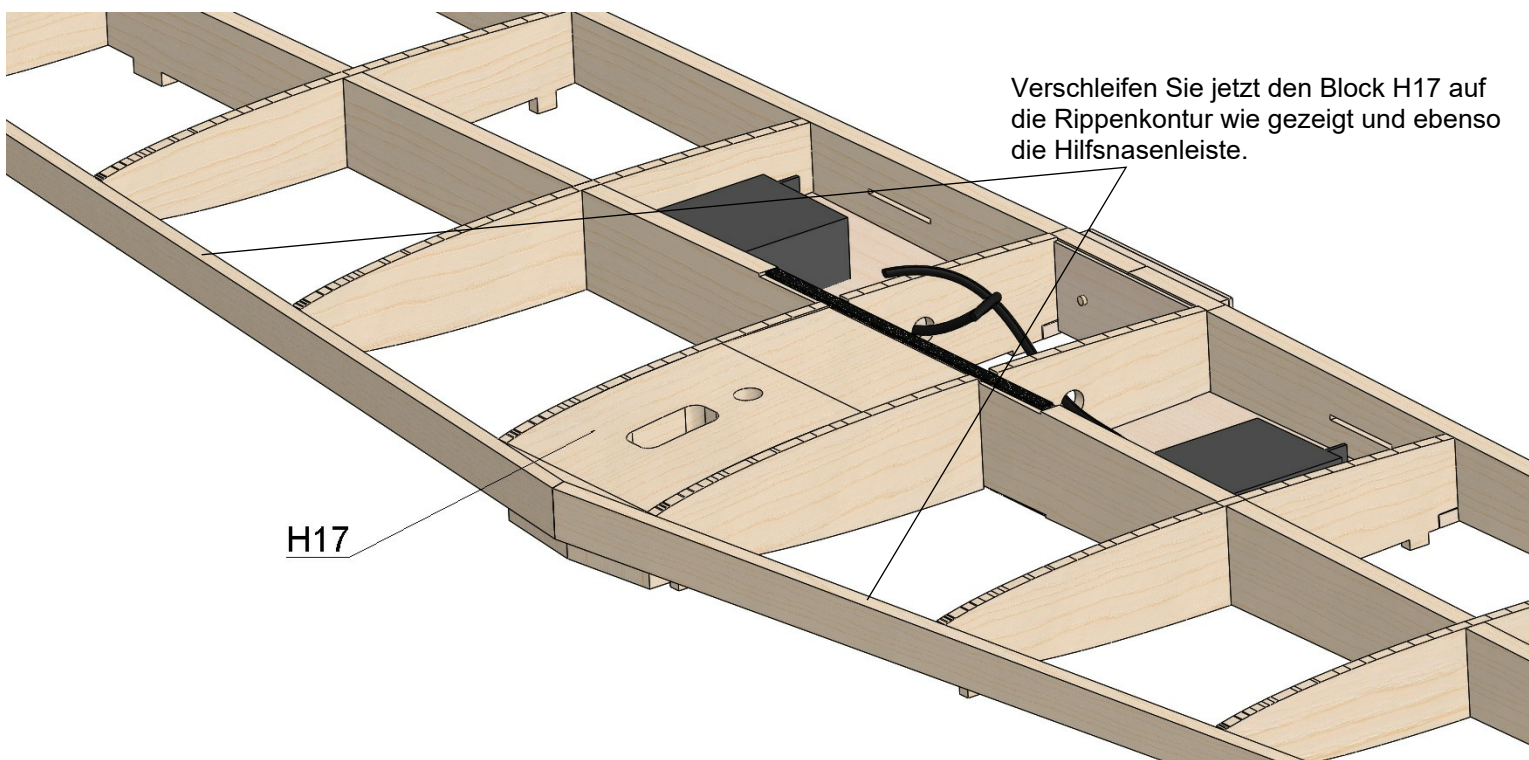 Verschleifen Sie jetzt den Block H17 auf
die Rippenkontur wie gezeigt und ebenso
die Hilfsnasenleiste.
H17